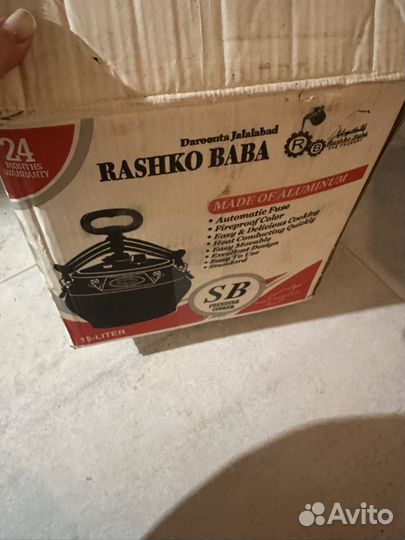 24
MONTHS
WARRANTY
Daroonta Jalalabad
RASHKO BABA
R
B
MADE OF ALUMINUM
• Automatic Fuse
• Fireproof Color
• Easy & Delicious Cooking
• Heat Conducting Quickly
• Easy Movable
• Excellent Design
• Easy To Use
• Standard
SB
PRESSURE
COOKER
15-LITER
Avito